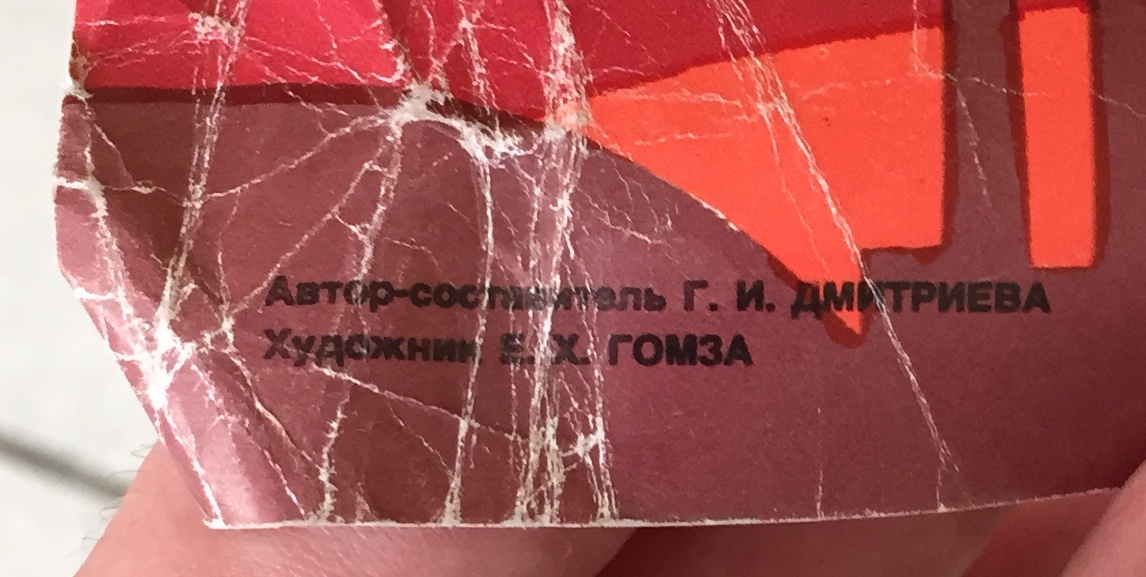 Автор-составитель Г. И. ДМИТРИЕВА
Художник Е. Х. ГОМЗА